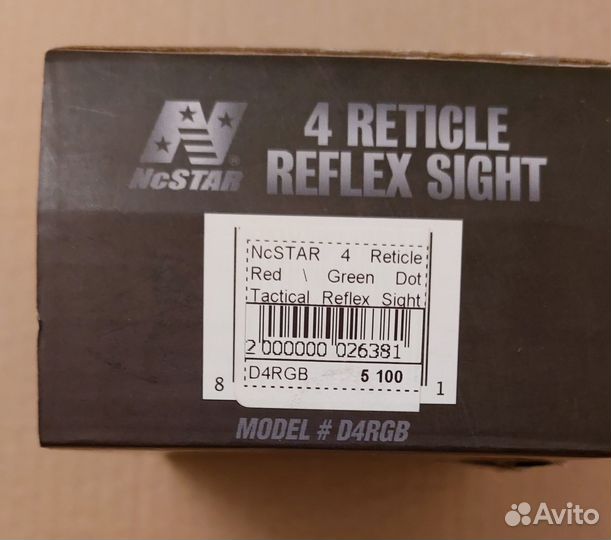 4 RETICLE
REFLEX SIGHT
NcSTAR®
NcSTAR 4 Reticle
Red \ Green Dot
Tactical Reflex Sight
2 000000 026381
D4RGB 5 100
8 1
MODEL # D4RGB
Avito